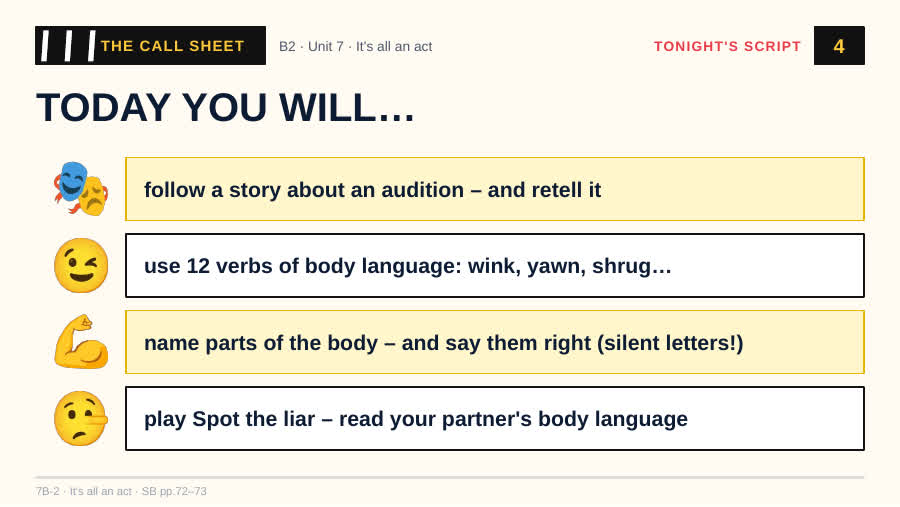 THE CALL SHEET
B2 · Unit 7 · It's all an act
TONIGHT'S SCRIPT
4
TODAY YOU WILL…
follow a story about an audition – and retell it
use 12 verbs of body language: wink, yawn, shrug…
name parts of the body – and say them right (silent letters!)
play Spot the liar – read your partner's body language
7B-2 · It's all an act · SB pp.72–73